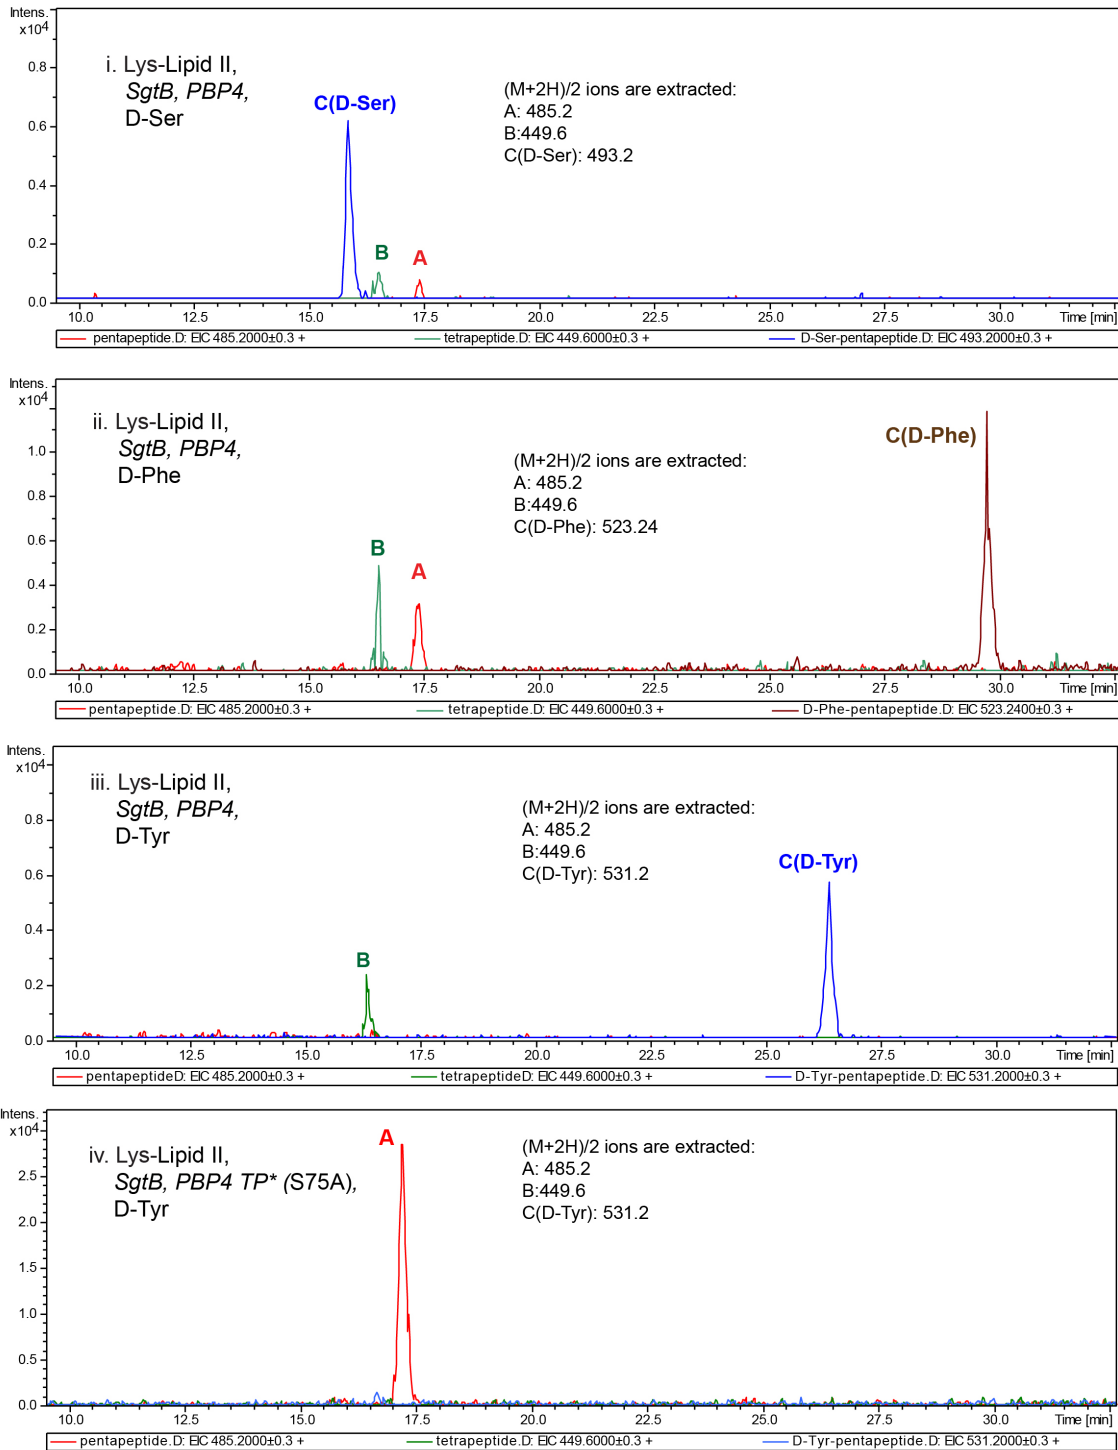 Intens.
x10⁴
0.8
0.6
0.4
0.2
0.0
i. Lys-Lipid II,
SgtB, PBP4,
D-Ser
C(D-Ser)
B
A
(M+2H)/2 ions are extracted:
A: 485.2
B:449.6
C(D-Ser): 493.2
10.0 12.5 15.0 17.5 20.0 22.5 25.0 27.5 30.0 Time [min]
pentapeptide.D: EIC 485.2000±0.3 + tetrapeptide.D: EIC 449.6000±0.3 + D-Ser-pentapeptide.D: EIC 493.2000±0.3 +
Intens.
x10⁴
1.0
0.8
0.6
0.4
0.2
0.0
ii. Lys-Lipid II,
SgtB, PBP4,
D-Phe
B
A
(M+2H)/2 ions are extracted:
A: 485.2
B:449.6
C(D-Phe): 523.24
C(D-Phe)
10.0 12.5 15.0 17.5 20.0 22.5 25.0 27.5 30.0 Time [min]
pentapeptide.D: EIC 485.2000±0.3 + tetrapeptide.D: EIC 449.6000±0.3 + D-Phe-pentapeptide.D: EIC 523.2400±0.3 +
Intens.
x10⁴
0.8
0.6
0.4
0.2
0.0
iii. Lys-Lipid II,
SgtB, PBP4,
D-Tyr
B
(M+2H)/2 ions are extracted:
A: 485.2
B:449.6
C(D-Tyr): 531.2
C(D-Tyr)
10.0 12.5 15.0 17.5 20.0 22.5 25.0 27.5 30.0 Time [min]
pentapeptideD: EIC 485.2000±0.3 + tetrapeptideD: EIC 449.6000±0.3 + D-Tyr-pentapeptide.D: EIC 531.2000±0.3 +
Intens.
x10⁴
2.5
2.0
1.5
1.0
0.5
0.0
iv. Lys-Lipid II,
SgtB, PBP4 TP* (S75A),
D-Tyr
A
(M+2H)/2 ions are extracted:
A: 485.2
B:449.6
C(D-Tyr): 531.2
10.0 12.5 15.0 17.5 20.0 22.5 25.0 27.5 30.0 Time [min]
pentapeptide.D: EIC 485.2000±0.3 + tetrapeptide.D: EIC 449.6000±0.3 + D-Tyr-pentapeptide.D: EIC 531.2000±0.3 +